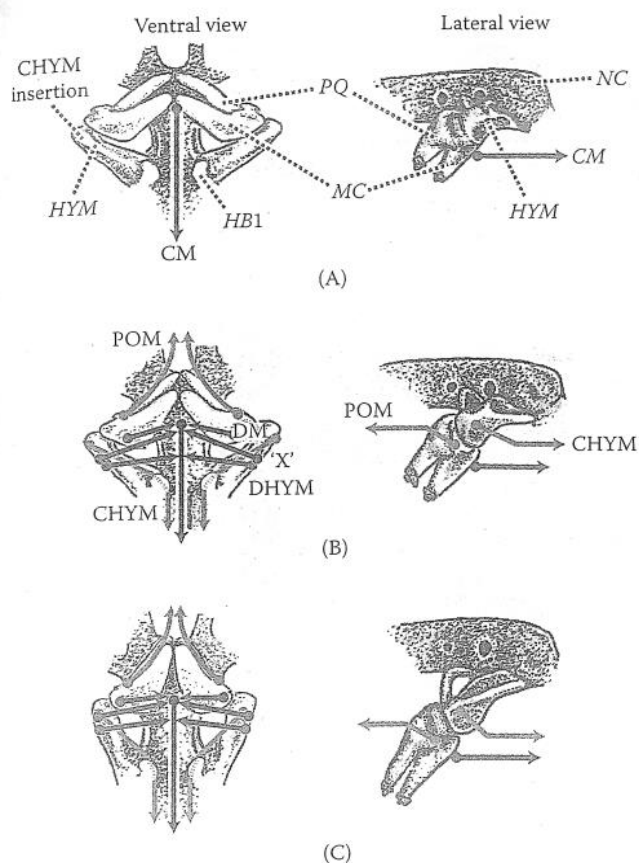 Ventral view
Lateral view
CHYM
insertion
PQ
NC
CM
MC
HYM
HB1
HYM
CM
(A)
POM
DM
POM
'X'
CHYM
CHYM
DHYM
(B)
(C)